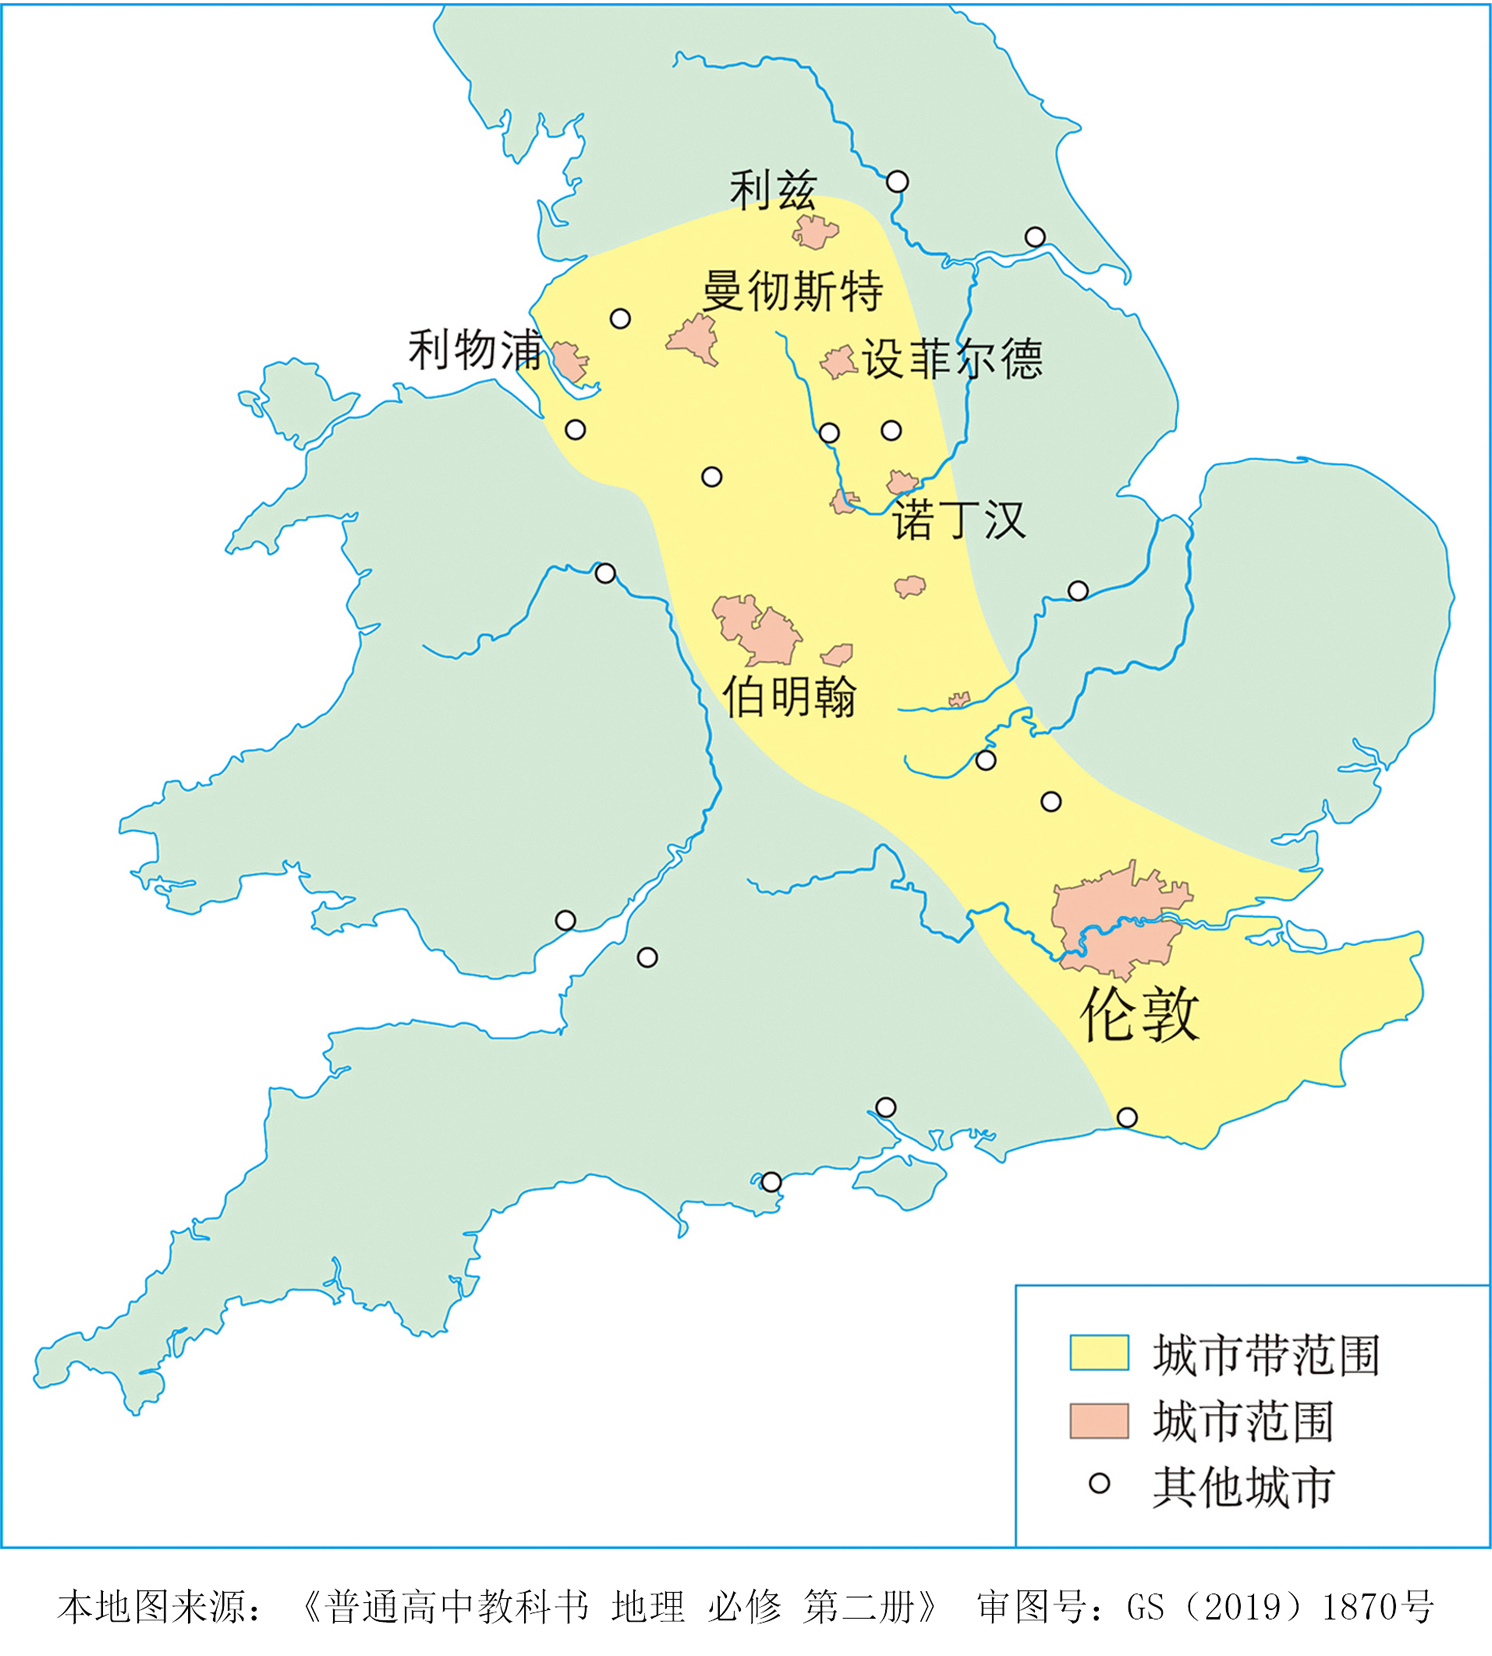 利兹
曼彻斯特
利物浦
设菲尔德
诺丁汉
伯明翰
伦敦
城市带范围
城市范围
其他城市
本地图来源：《普通高中教科书 地理 必修 第二册》 审图号：GS（2019）1870号